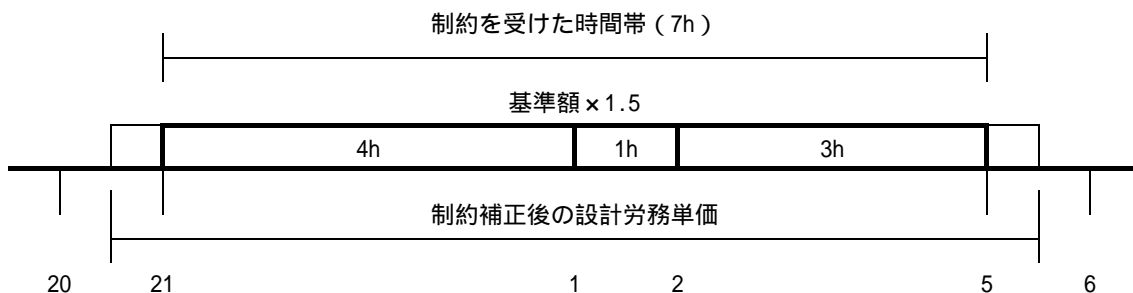 制約を受けた時間帯（7h）
基準額×1.5
4h 1h 3h
制約補正後の設計労務単価
20 21 1 2 5 6